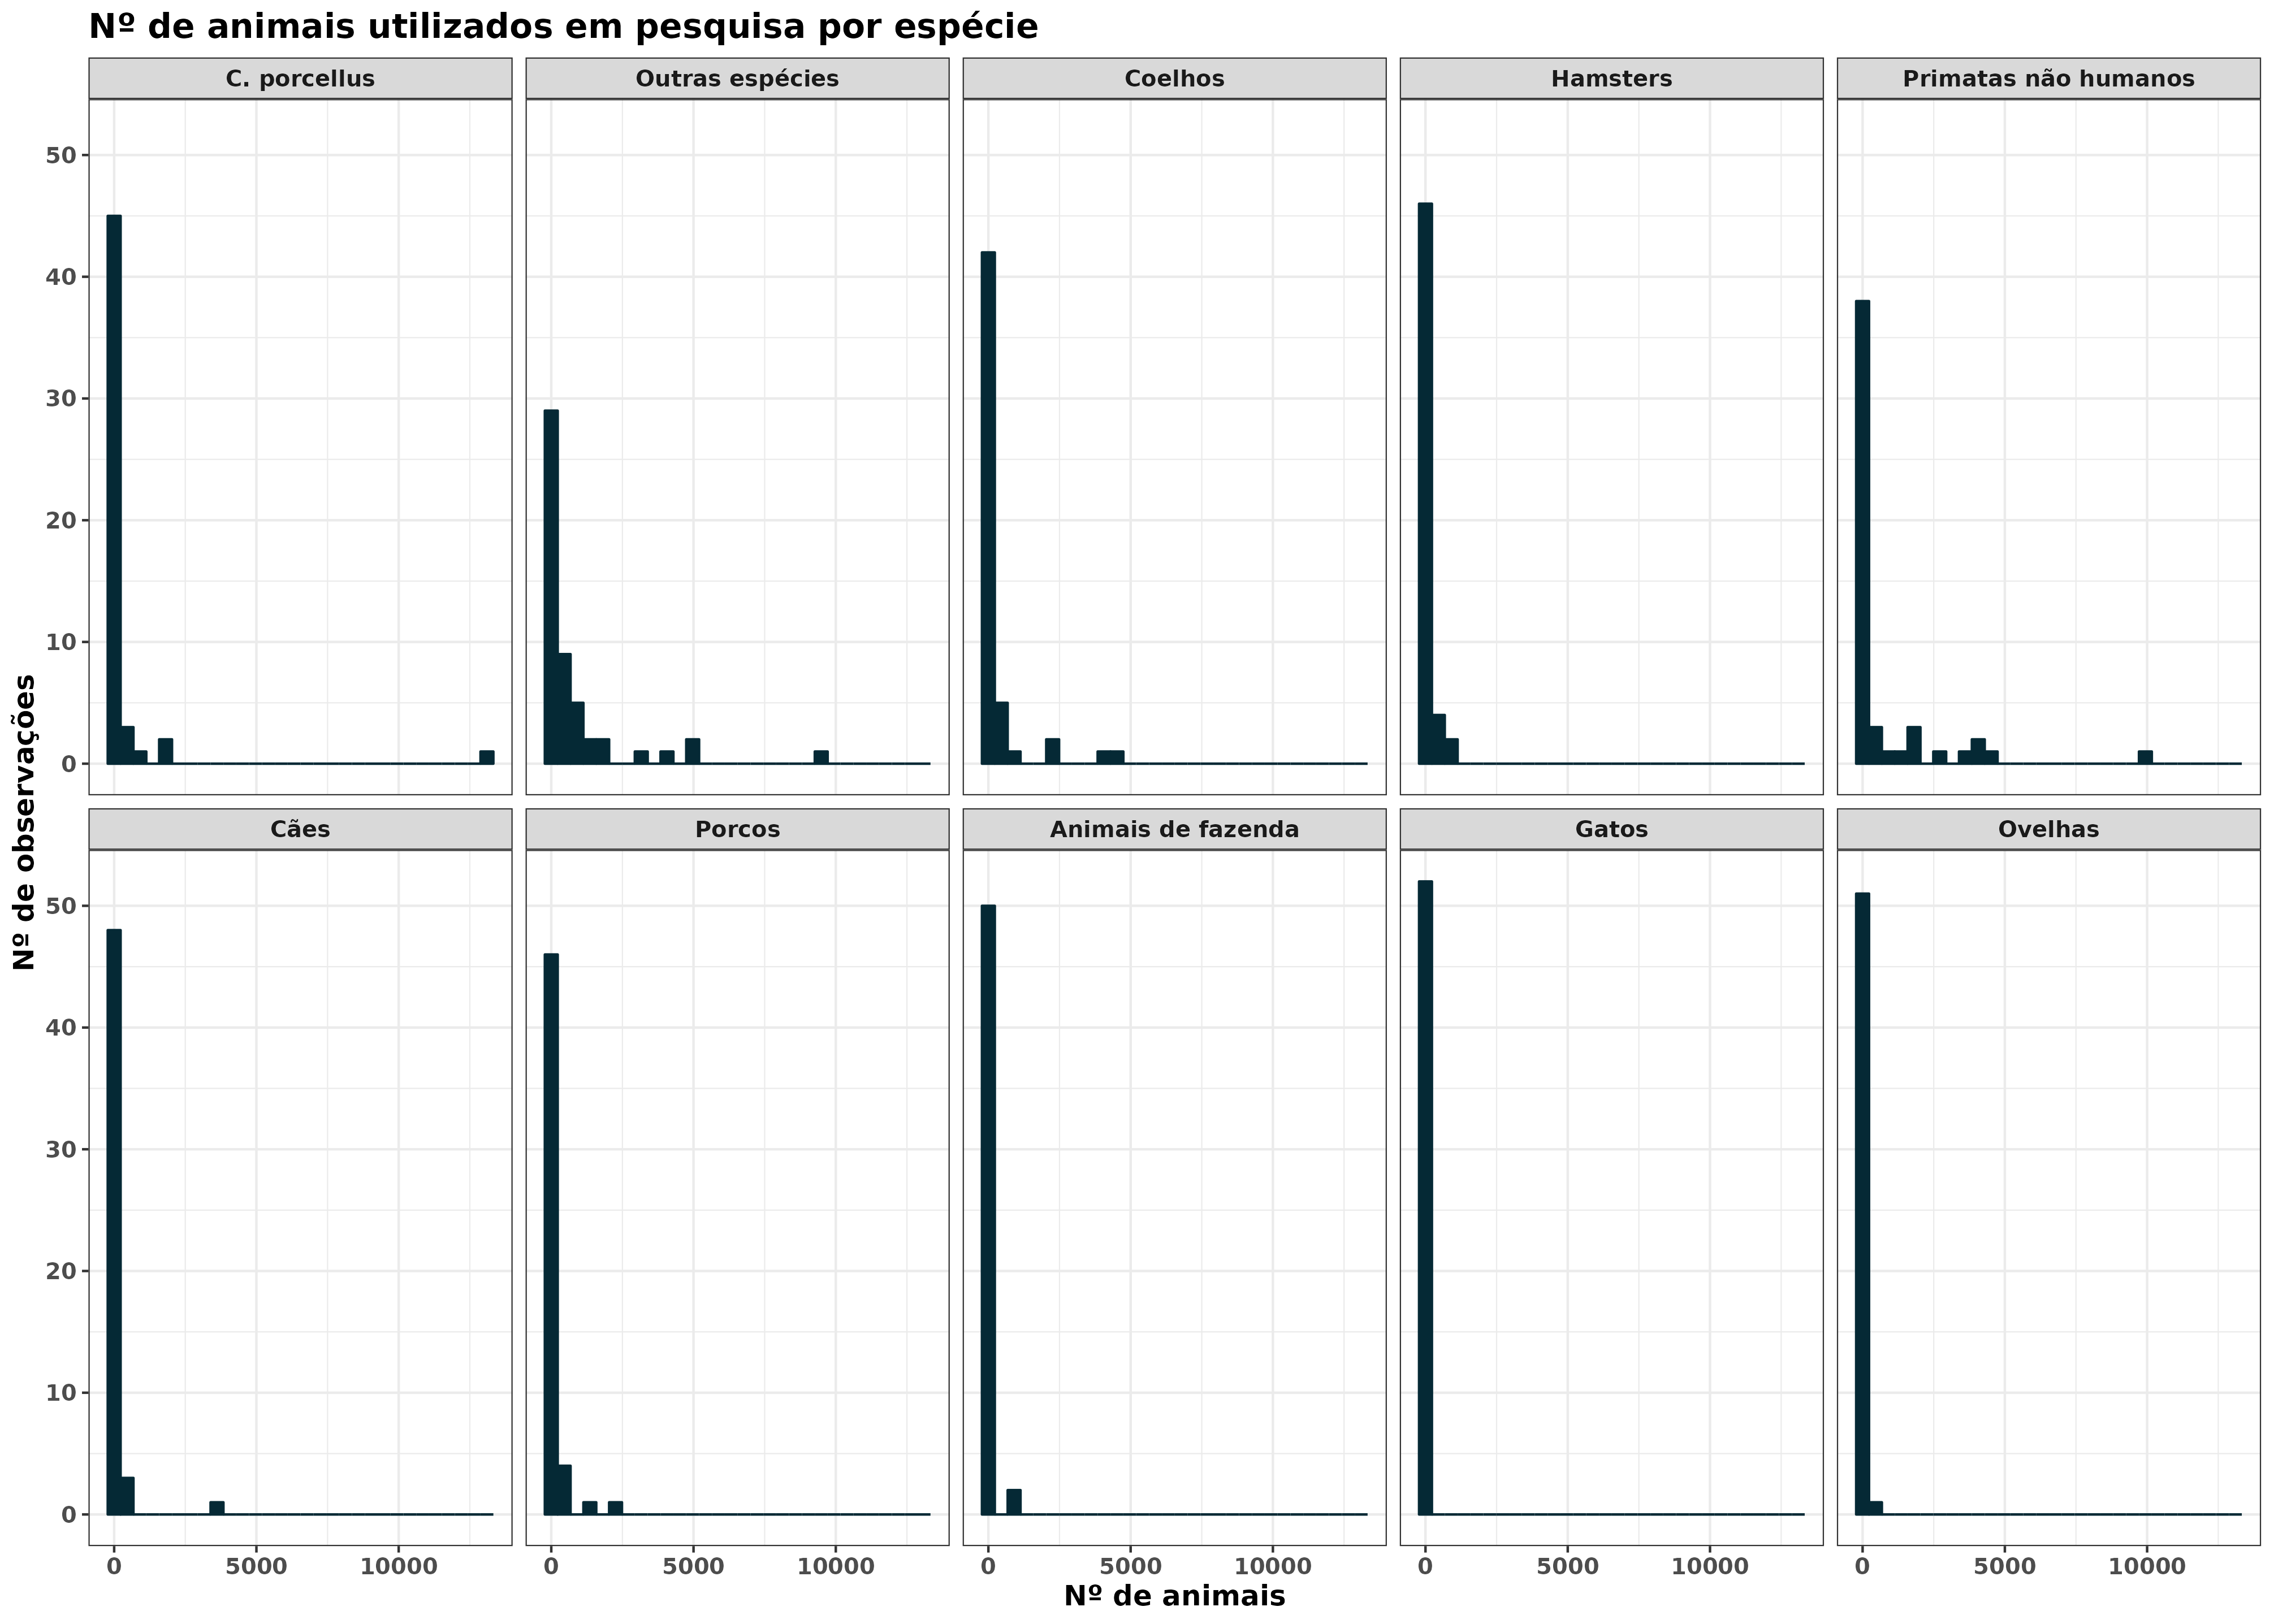 Nº de animais utilizados em pesquisa por espécie
C. porcellus
Outras espécies
Coelhos
Hamsters
Primatas não humanos
50
40
30
20
10
0
Nº de observações
Cães
Porcos
Animais de fazenda
Gatos
Ovelhas
50
40
30
20
10
0
0 5000 10000
0 5000 10000
0 5000 10000
0 5000 10000
0 5000 10000
Nº de animais